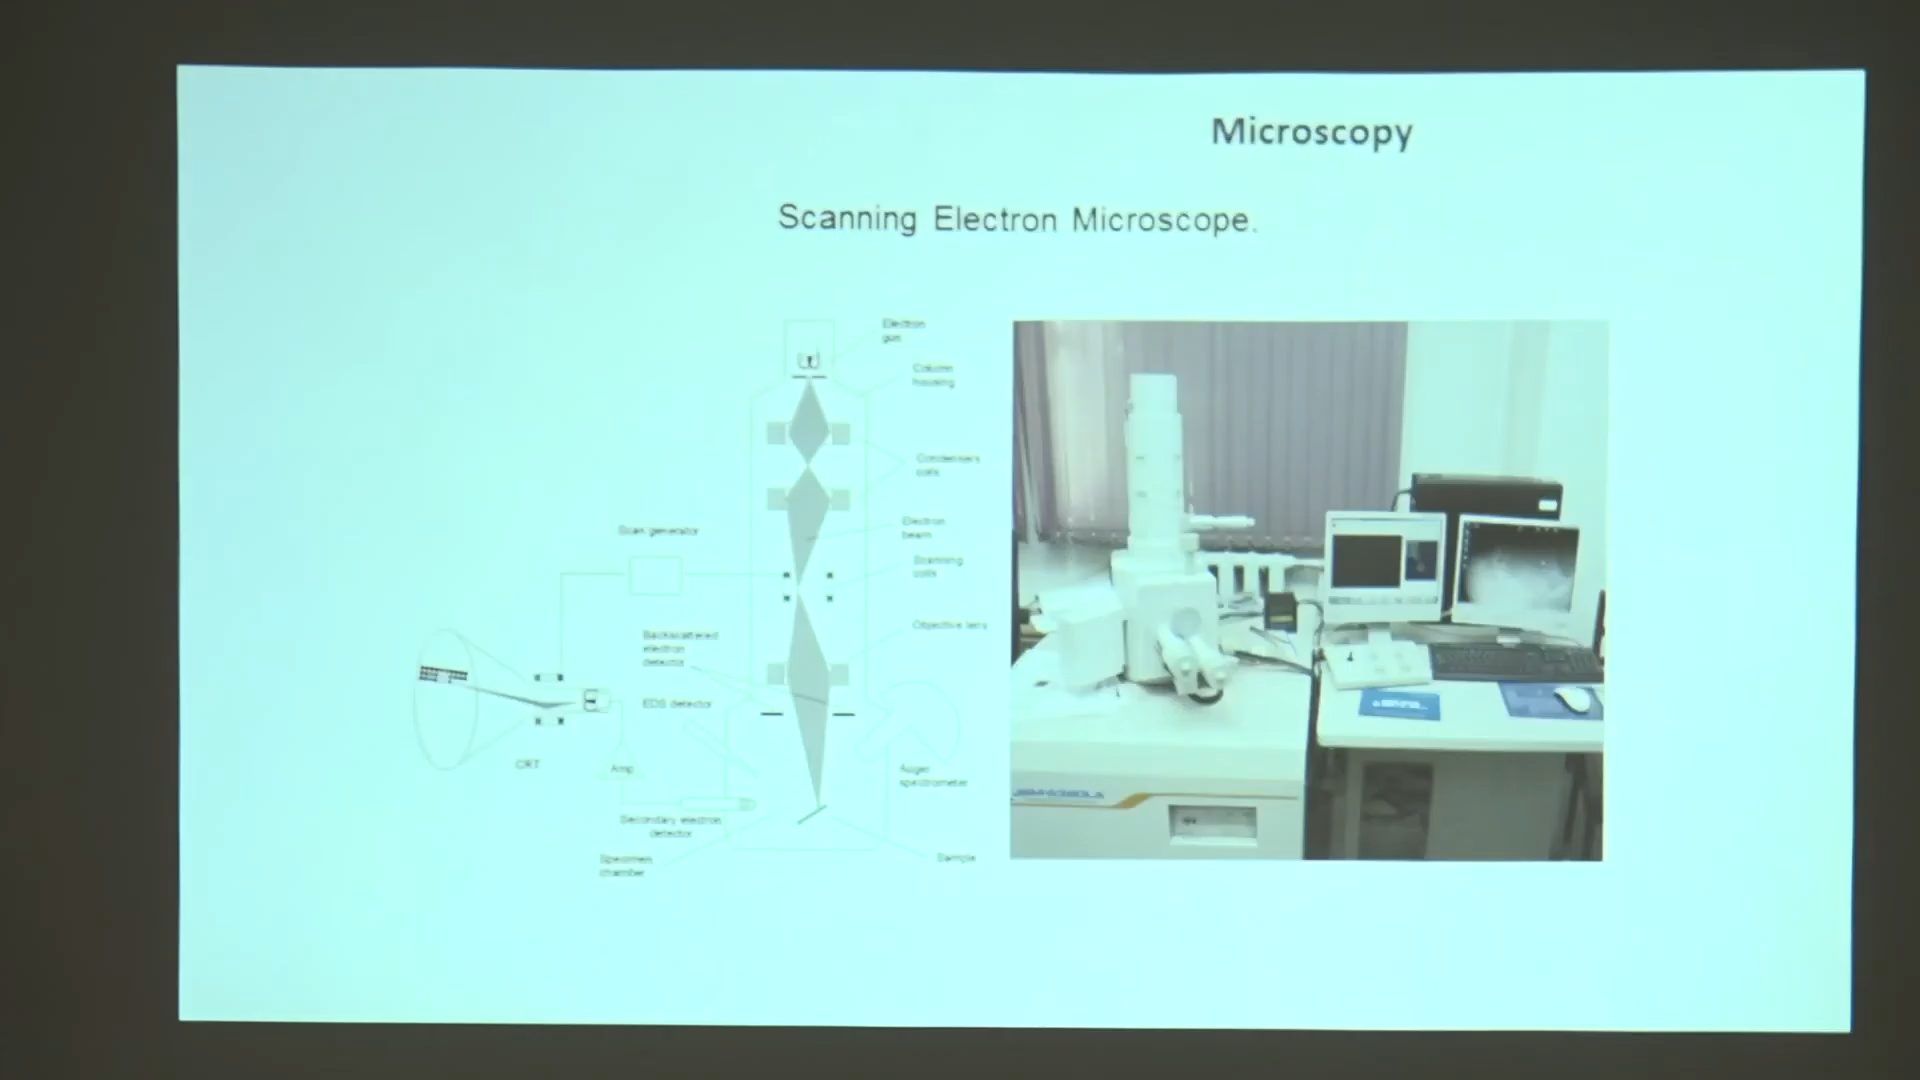 Microscopy
Scanning Electron Microscope.
Electron
gun
Column
housing
Condensers
coils
Electron
beam
Scan generator
Scanning
coils
Objective lens
Backscattered
electron
detector
EDS detector
CRT
Amp
Auger
spectrometer
Secondary electron
detector
Specimen
chamber
Sample